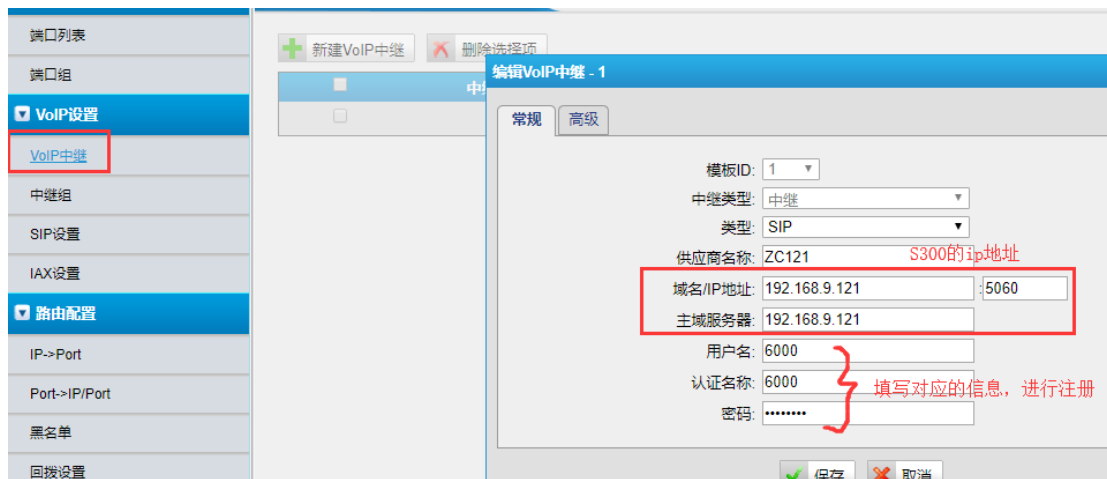 端口列表
端口组
VoIP设置
VoIP中继
中继组
SIP设置
IAX设置
路由配置
IP->Port
Port->IP/Port
黑名单
回拨设置
新建VoIP中继 删除选择项
编辑VoIP中继 - 1
常规 高级
模板ID: 1
中继类型: 中继
类型: SIP
供应商名称: ZC121
S300的ip地址
域名/IP地址: 192.168.9.121 :5060
主域服务器: 192.168.9.121
用户名: 6000
认证名称: 6000
填写对应的信息，进行注册
密码: ••••••••
保存 取消